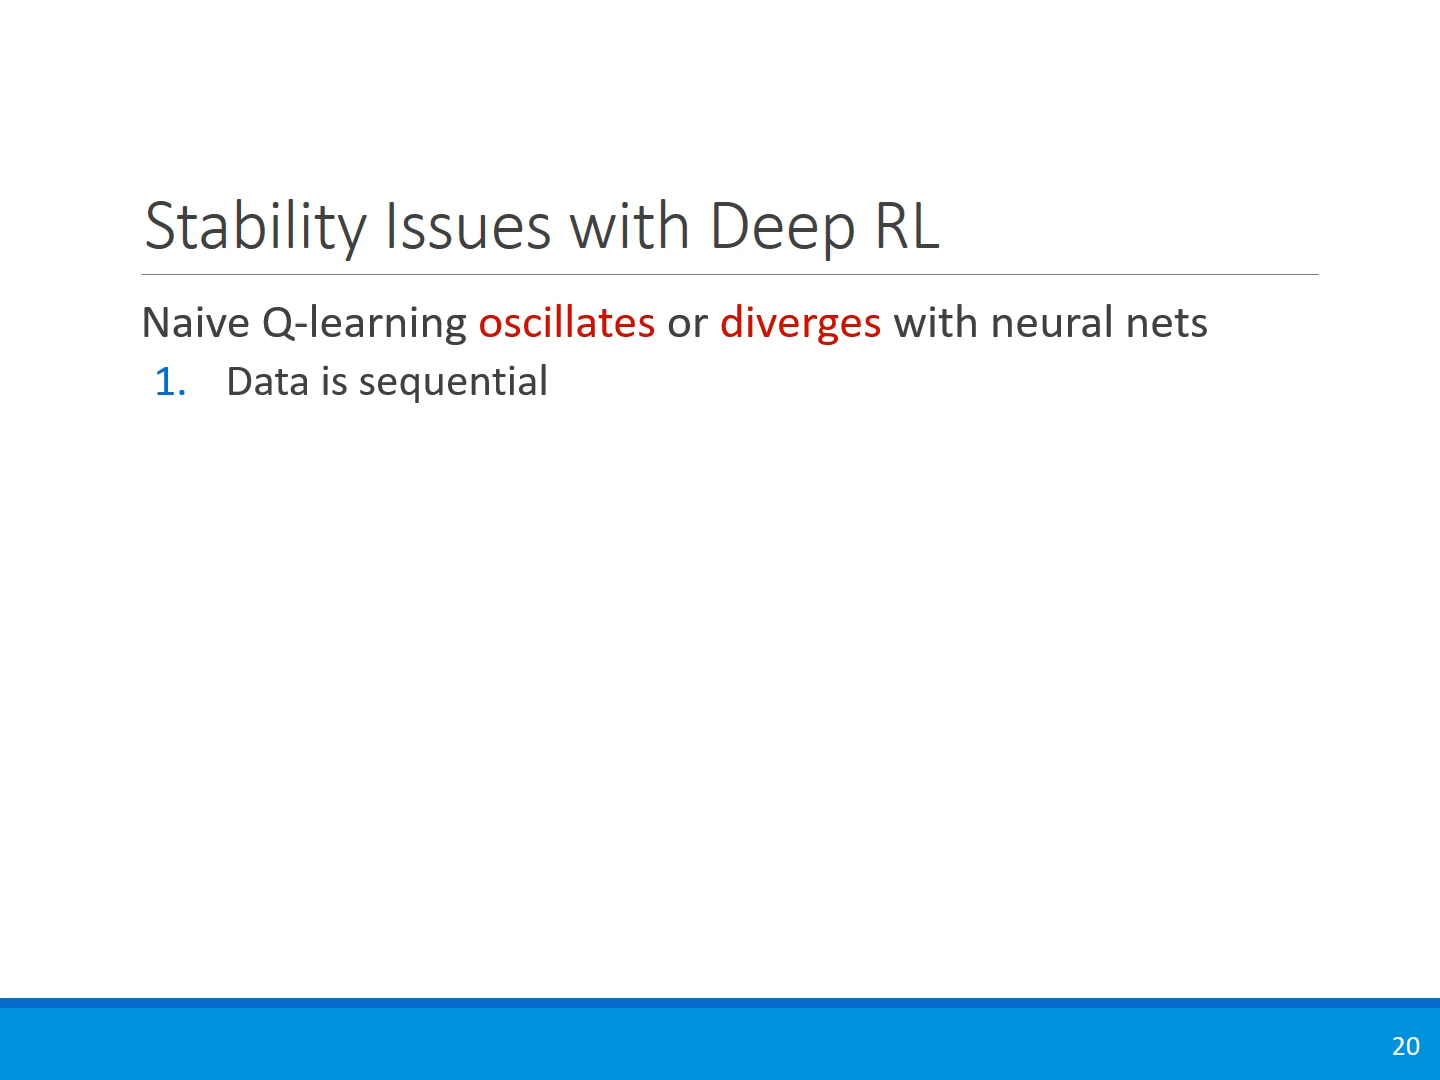 Stability Issues with Deep RL
Naive Q-learning oscillates or diverges with neural nets
1. Data is sequential
20